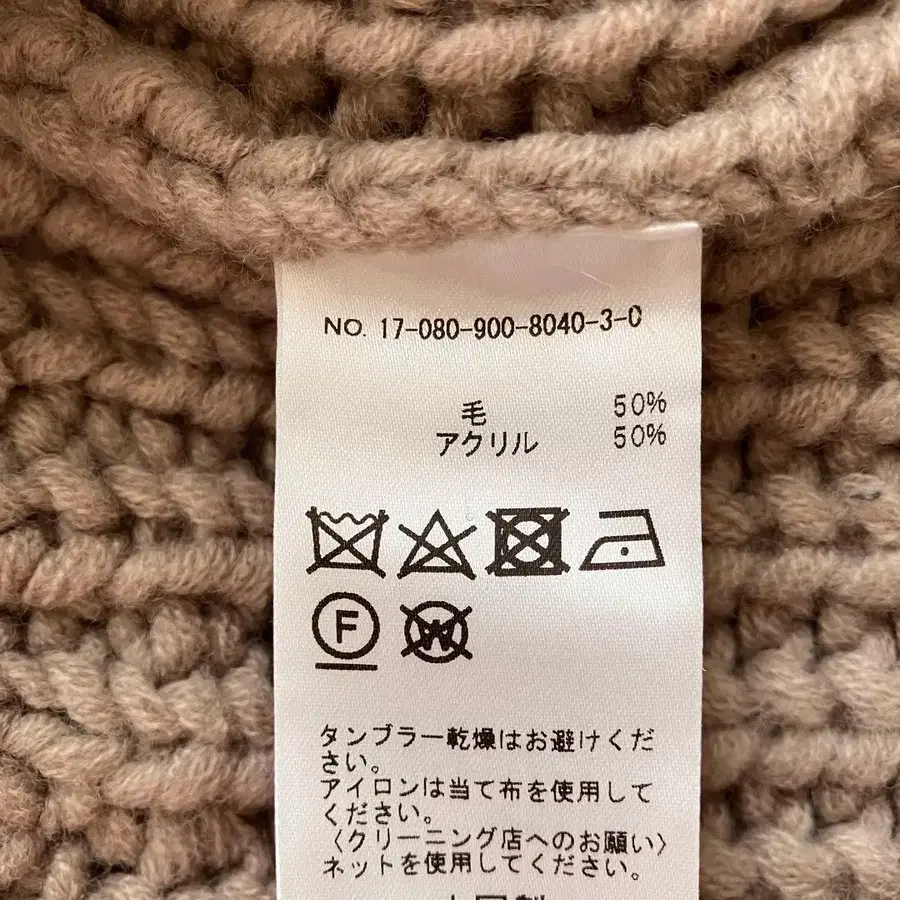 NO. 17-080-900-8040-3-0
毛 50%
アクリル 50%
F
W
タンブラー乾燥はお避けくだ
さい。
アイロンは当て布を使用して
ください。
〈クリーニング店へのお願い〉
ネットを使用してください。